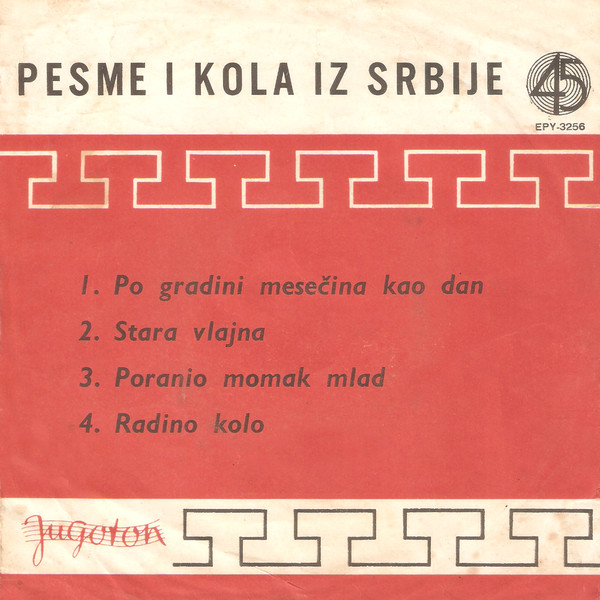 PESME I KOLA IZ SRBIJE
45
EPY-3256
1. Po gradini mesečina kao dan
2. Stara vlajna
3. Poranio momak mlad
4. Radino kolo
Jugoton